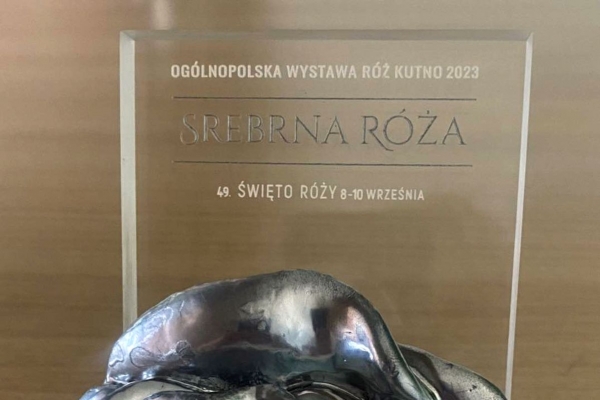 OGÓLNOPOLSKA WYSTAWA RÓŻ KUTNO 2023
SREBRNA RÓŻA
49. ŚWIĘTO RÓŻY 8-10 WRZEŚNIA